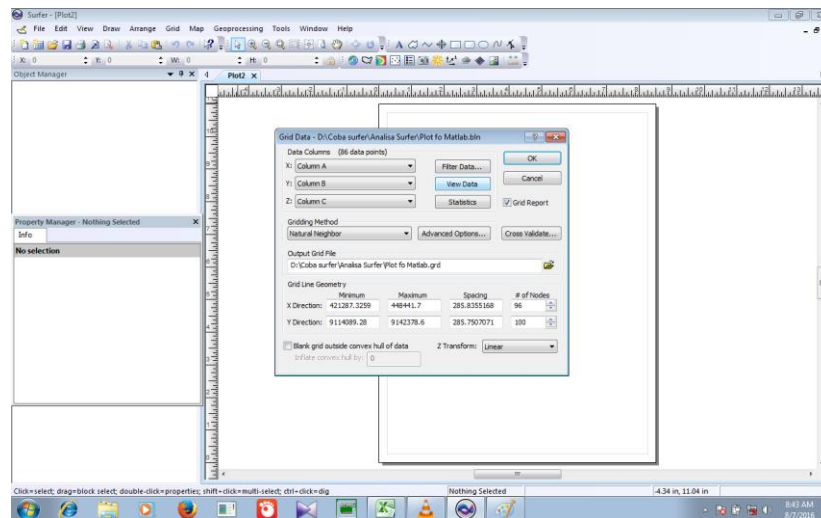 Surfer - [Plot2]
File Edit View Draw Arrange Grid Map Geoprocessing Tools Window Help
X: 0 Y: 0 W: 0 H: 0
Object Manager
Plot2
Property Manager - Nothing Selected
Info
No selection
Grid Data - D:\Coba surfer\Analisa Surfer\Plot fo Matlab.bln
Data Columns (86 data points)
X: Column A
Filter Data...
OK
Y: Column B
View Data
Cancel
Z: Column C
Statistics
Grid Report
Gridding Method
Natural Neighbor
Advanced Options...
Cross Validate...
Output Grid File
D:\Coba surfer\Analisa Surfer\Plot fo Matlab.grd
Grid Line Geometry
Minimum Maximum Spacing # of Nodes
X Direction: 421287.3259 448441.7 285.8355168 96
Y Direction: 9114089.28 9142378.6 285.7507071 100
Blank grid outside convex hull of data
Z Transform: Linear
Inflate convex hull by: 0
Click=select; drag=block select; double-click=properties; shift+click=multi-select; ctrl+click=dig
Nothing Selected
-4.34 in, 11.04 in
8:43 AM
8/7/2016